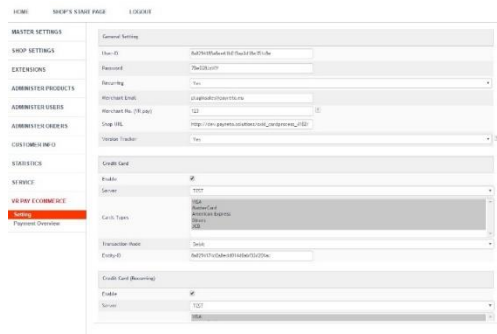 HOME SHOP'S START PAGE LOGOUT
MASTER SETTINGS
SHOP SETTINGS
EXTENSIONS
ADMINISTER PRODUCTS
ADMINISTER USERS
ADMINISTER ORDERS
CUSTOMER INFO
STATISTICS
SERVICE
VR PAY ECOMMERCE
Setting
Payment Overview
General Setting
User-ID
Password
Recurring Yes
Merchant Email
Merchant No. (VR pay) 123
Shop URL
Version Tracker Yes
Credit Card
Enable
Server TEST
Cards Types
VISA
MasterCard
American Express
Diners
JCB
Transaction-Mode Debit
Entity-ID
Credit Card (Recurring)
Enable
Server TEST
VISA